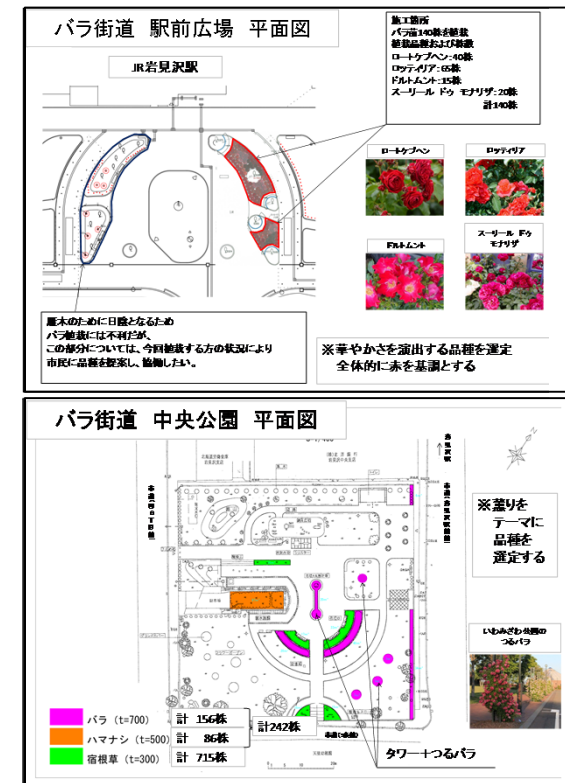 バラ街道 駅前広場 平面図
JR岩見沢駅
施工箇所
バラ苗140株を植栽
植栽品種および株数
ロートケプヘン:40株
ロッティリア:65株
ドルトムント:15株
スーリール ドゥ モナリザ:20株
計140株
ロートケプヘン
ロッティリア
ドルトムント
スーリール ドゥ
モナリザ
雁木のために日陰となるため
バラ植栽には不利だが、
この部分については、今回植栽する方の状況により
市民に品種を提案し、協働したい。
※華やかさを演出する品種を選定
全体的に赤を基調とする
バラ街道 中央公園 平面図
※薫りを
テーマに
品種を
選定する
いわみざわ公園の
つるバラ
バラ (t=700)
計 156株
ハマナシ (t=500)
計 86株
計242株
宿根草 (t=300)
計 715株
タワー+つるバラ